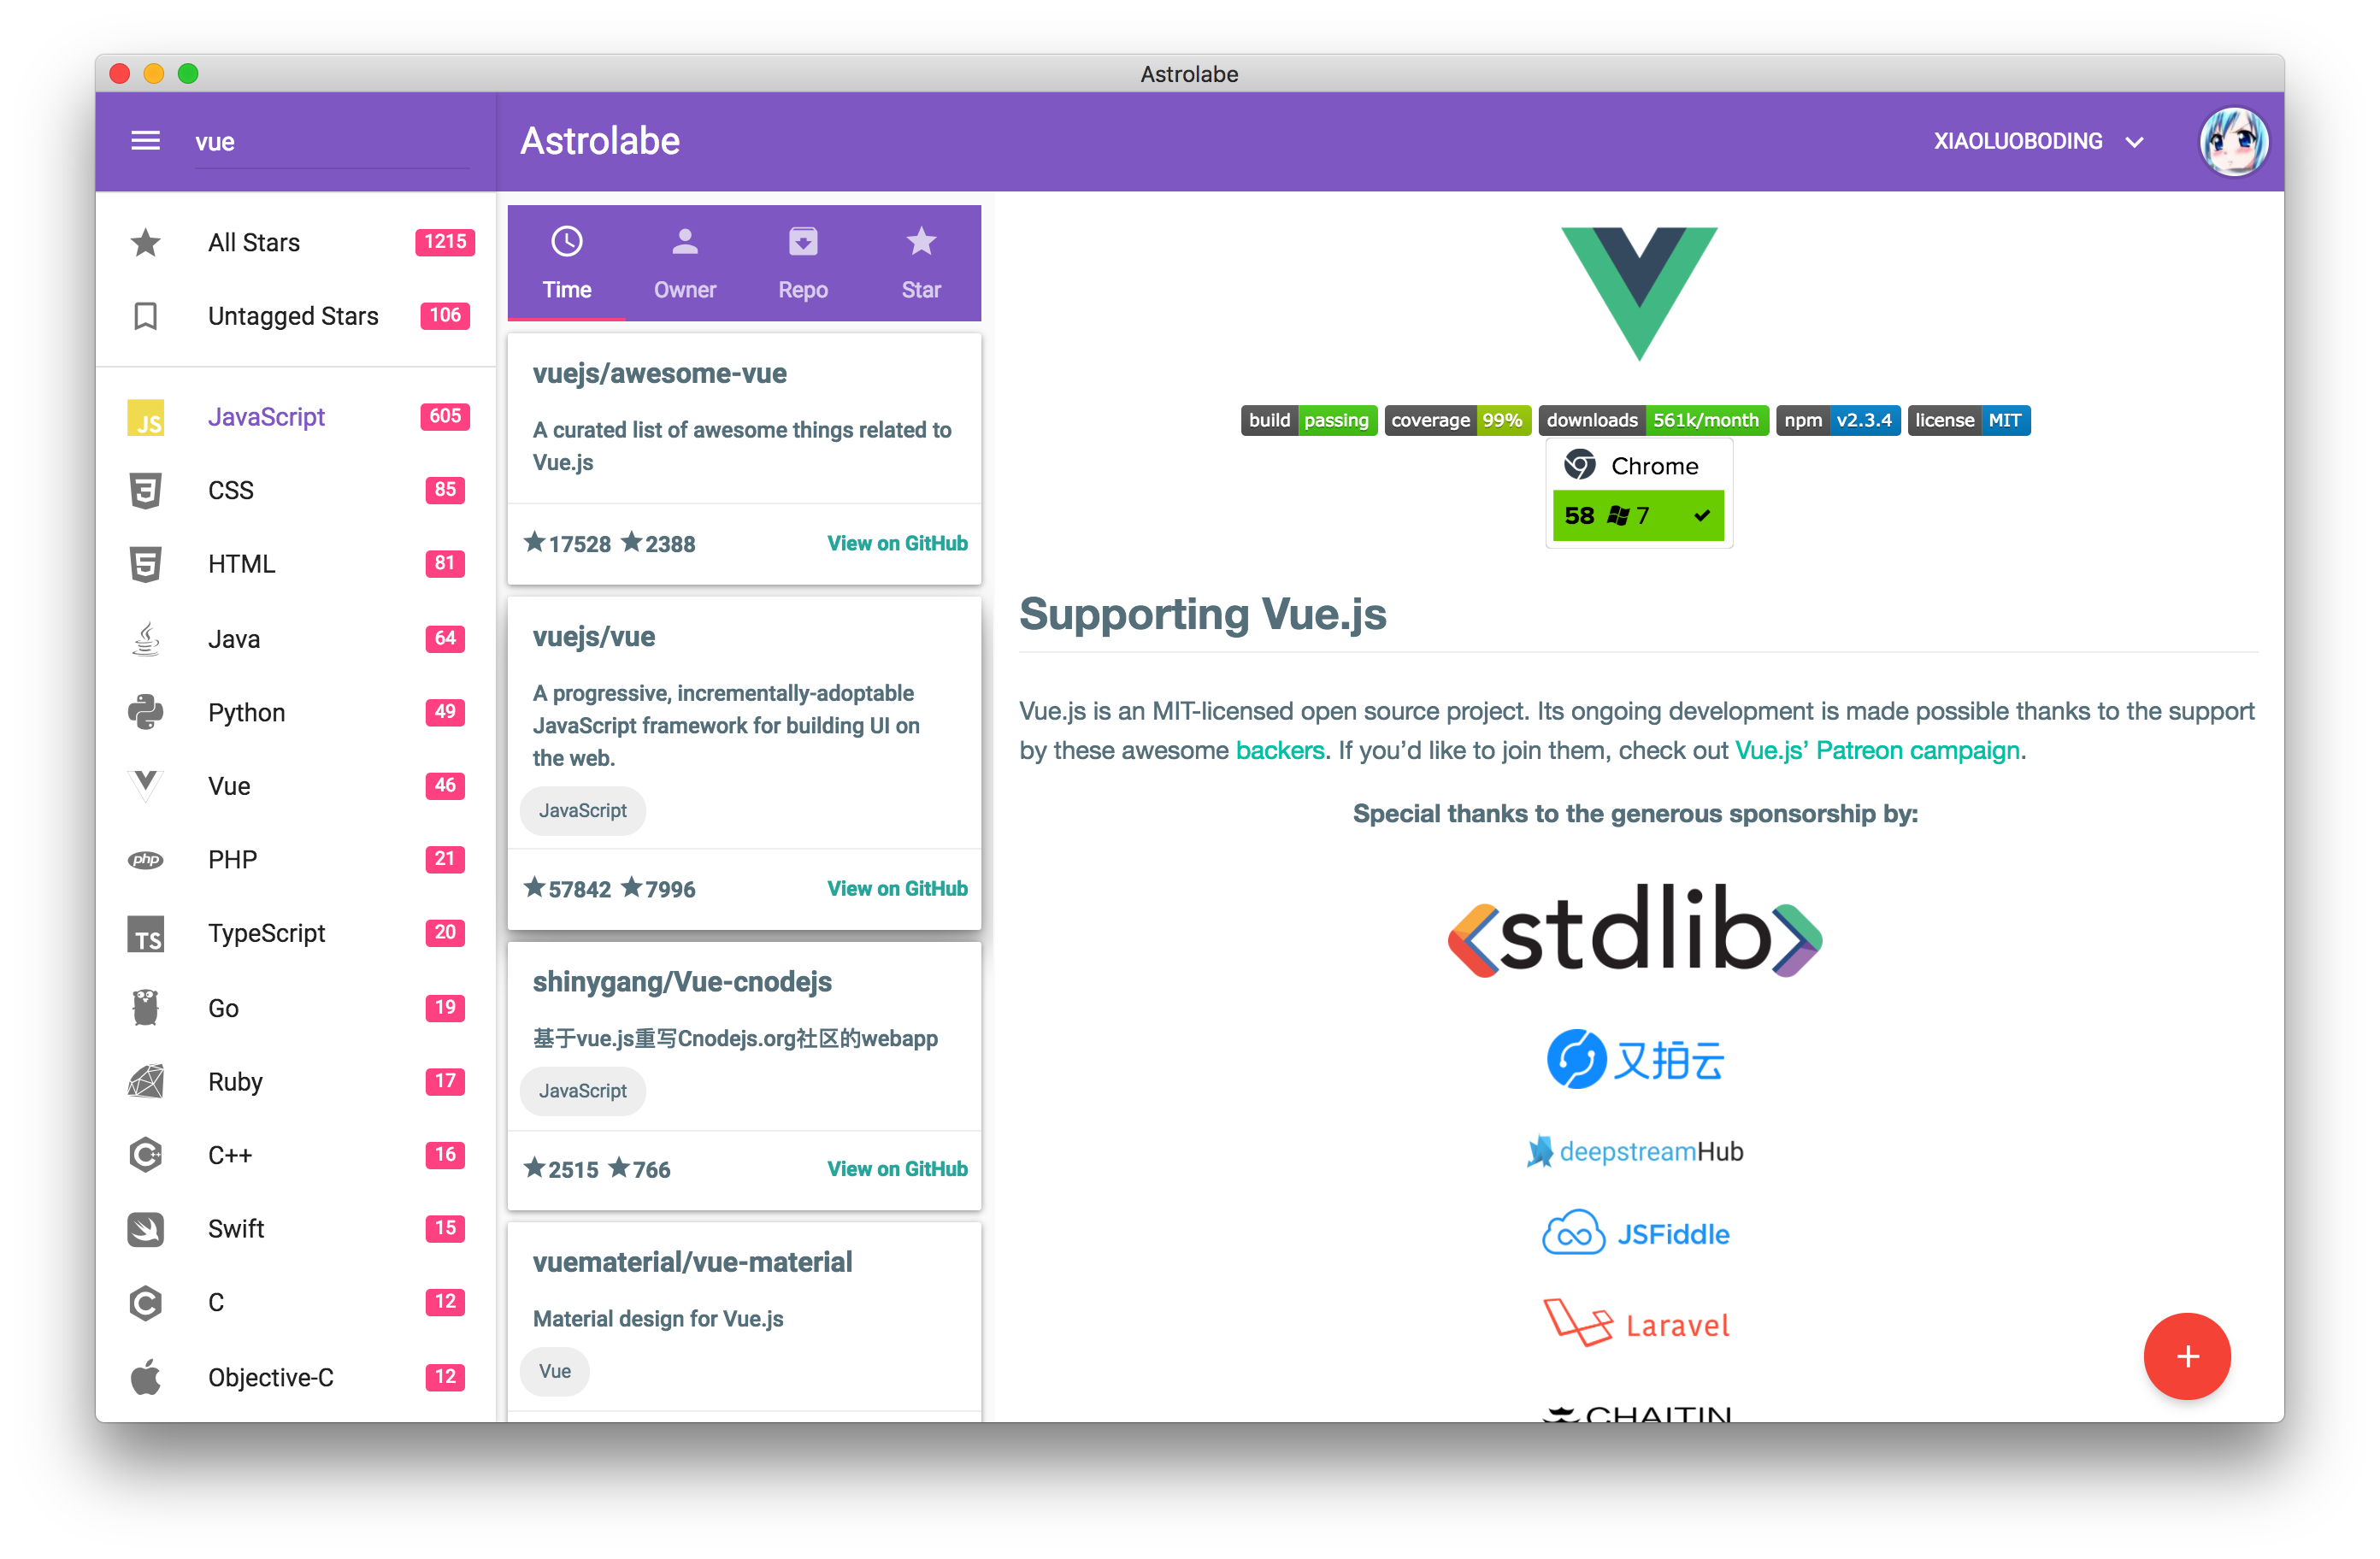 Astrolabe
vue
Astrolabe
XIAOLUOBODING
All Stars 1215
Untagged Stars 106
JS JavaScript 605
CSS 85
HTML 81
Java 64
Python 49
Vue 46
php PHP 21
TS TypeScript 20
Go 19
Ruby 17
C++ 16
Swift 15
C 12
Objective-C 12
Time Owner Repo Star
vuejs/awesome-vue
A curated list of awesome things related to
Vue.js
17528 2388 View on GitHub
vuejs/vue
A progressive, incrementally-adoptable
JavaScript framework for building UI on
the web.
JavaScript
57842 7996 View on GitHub
shinygang/Vue-cnodejs
基于vue.js重写Cnodejs.org社区的webapp
JavaScript
2515 766 View on GitHub
vuematerial/vue-material
Material design for Vue.js
Vue
build passing coverage 99% downloads 561k/month npm v2.3.4 license MIT
Chrome
58 7
Supporting Vue.js
Vue.js is an MIT-licensed open source project. Its ongoing development is made possible thanks to the support
by these awesome backers. If you’d like to join them, check out Vue.js’ Patreon campaign.
Special thanks to the generous sponsorship by:
<stdlib>
又拍云
deepstreamHub
JSFiddle
Laravel
CHAITIN